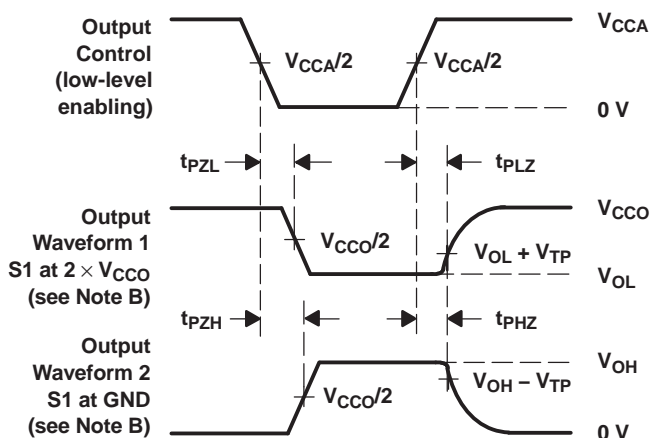 Output
Control
(low-level
enabling)
V_CCA/2
V_CCA/2
V_CCA
0 V
t_PZL
t_PLZ
Output
Waveform 1
S1 at 2 × V_CCO
(see Note B)
V_CCO/2
V_CCO
V_OL + V_TP
V_OL
t_PZH
t_PHZ
Output
Waveform 2
S1 at GND
(see Note B)
V_CCO/2
V_OH
V_OH − V_TP
0 V